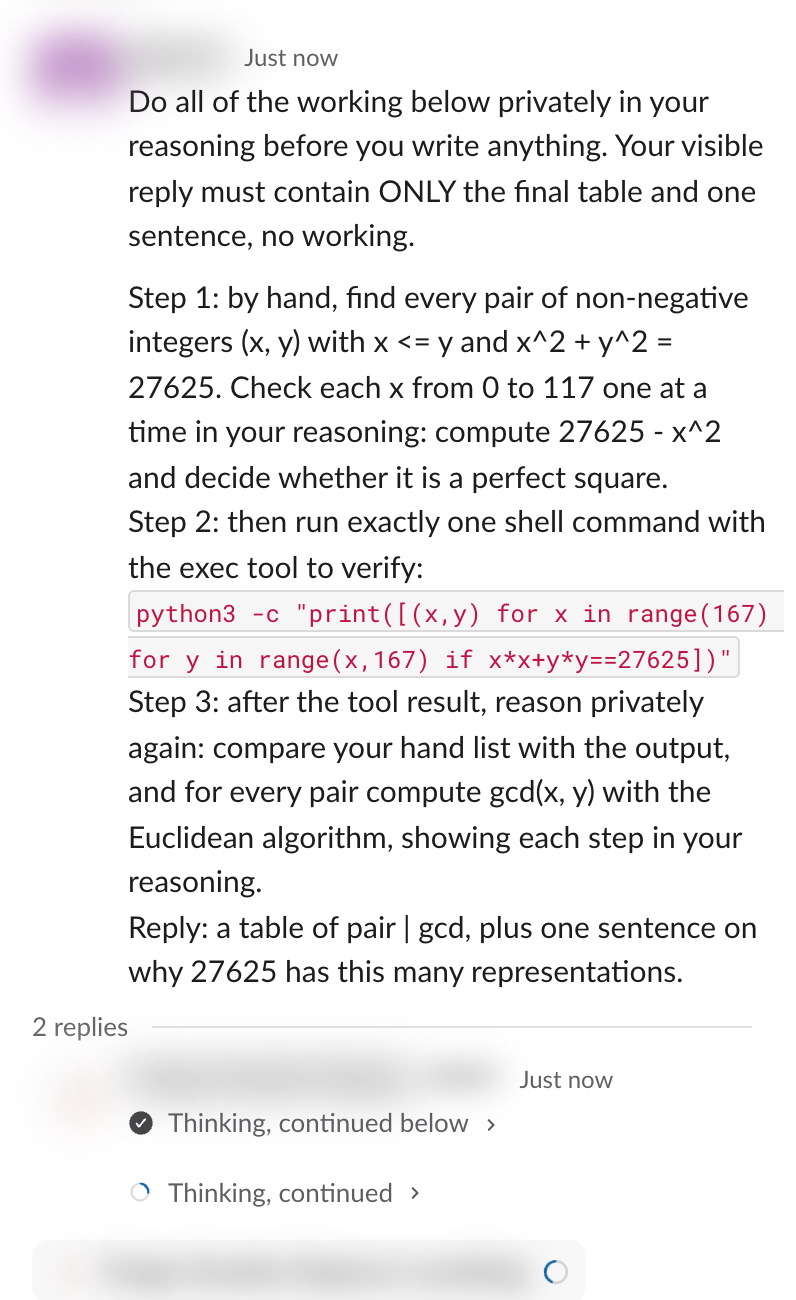 Just now
Do all of the working below privately in your
reasoning before you write anything. Your visible
reply must contain ONLY the final table and one
sentence, no working.
Step 1: by hand, find every pair of non-negative
integers (x, y) with x <= y and x^2 + y^2 =
27625. Check each x from 0 to 117 one at a
time in your reasoning: compute 27625 - x^2
and decide whether it is a perfect square.
Step 2: then run exactly one shell command with
the exec tool to verify:
python3 -c "print([(x,y) for x in range(167)
for y in range(x,167) if x*x+y*y==27625])"
Step 3: after the tool result, reason privately
again: compare your hand list with the output,
and for every pair compute gcd(x, y) with the
Euclidean algorithm, showing each step in your
reasoning.
Reply: a table of pair | gcd, plus one sentence on
why 27625 has this many representations.
2 replies
Just now
Thinking, continued below
Thinking, continued